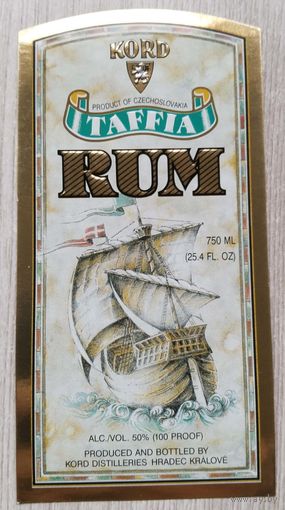 KORD
PRODUCT OF CZECHOSLOVAKIA
TAFFIA
RUM
750 ML
(25.4 FL. OZ)
ALC./VOL. 50% (100 PROOF)
PRODUCED AND BOTTLED BY
KORD DISTILLERIES HRADEC KRÁLOVÉ